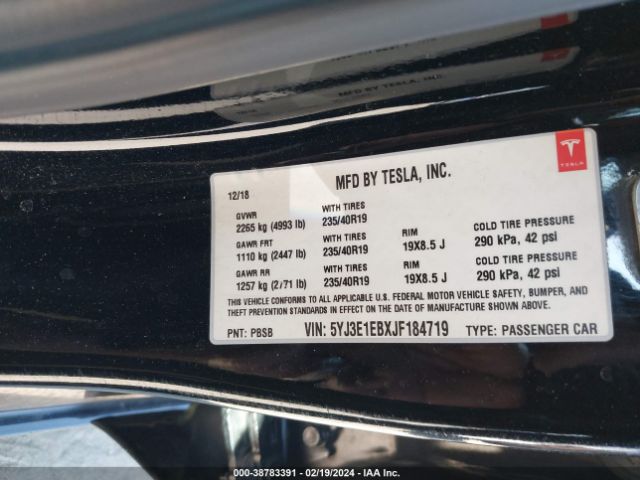 MFD BY TESLA, INC.
TESLA
12/18
GVWR WITH TIRES
2265 kg (4993 lb) 235/40R19
GAWR FRT WITH TIRES RIM COLD TIRE PRESSURE
1110 kg (2447 lb) 235/40R19 19X8.5 J 290 kPa, 42 psi
GAWR RR WITH TIRES RIM COLD TIRE PRESSURE
1257 kg (2771 lb) 235/40R19 19X8.5 J 290 kPa, 42 psi
THIS VEHICLE CONFORMS TO ALL APPLICABLE U.S. FEDERAL MOTOR VEHICLE SAFETY, BUMPER, AND
THEFT PREVENTION STANDARDS IN EFFECT ON THE DATE OF MANUFACTURE SHOWN ABOVE.
PNT: PBSB VIN: 5YJ3E1EBXJF184719 TYPE: PASSENGER CAR
MFD BY TESLA, INC.
000-38783391 - 02/19/2024 - IAA Inc.